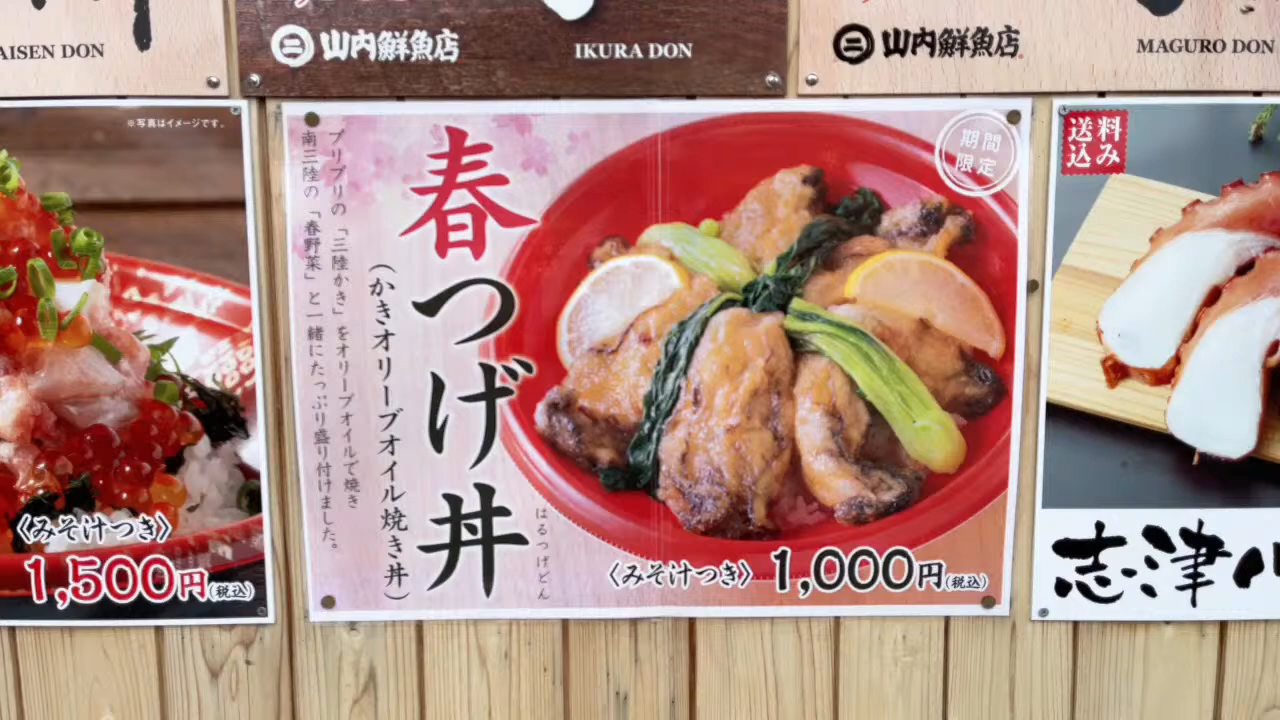 AISEN DON
㊁山内鮮魚店
IKURA DON
㊁山内鮮魚店
MAGURO DON
※写真はイメージです。
〈みそ汁つき〉
1,500円(税込)
期間
限定
春つげ丼
はるつげどん
(かきオリーブオイル焼き丼)
プリプリの「三陸かき」をオリーブオイルで焼き
南三陸の「春野菜」と一緒にたっぷり盛り付けました。
〈みそ汁つき〉1,000円(税込)
送料
込み
志津川